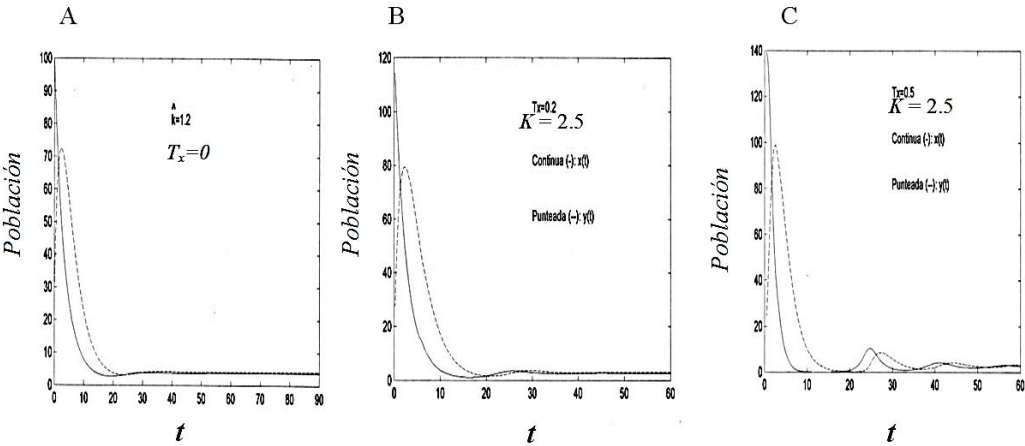 A
B
C
100
90
80
70
60
50
40
30
20
10
0
0 10 20 30 40 50 60 70 80 90
^
k=1.2
Tx=0
Población
t
120
100
80
60
40
20
0
0 10 20 30 40 50 60
Tx=0.2
K = 2.5
Continua (-): x(t)
Punteada (--): y(t)
Población
t
140
120
100
80
60
40
20
0
0 10 20 30 40 50 60
Tx=0.5
K = 2.5
Continua (-): x(t)
Punteada (--): y(t)
Población
t